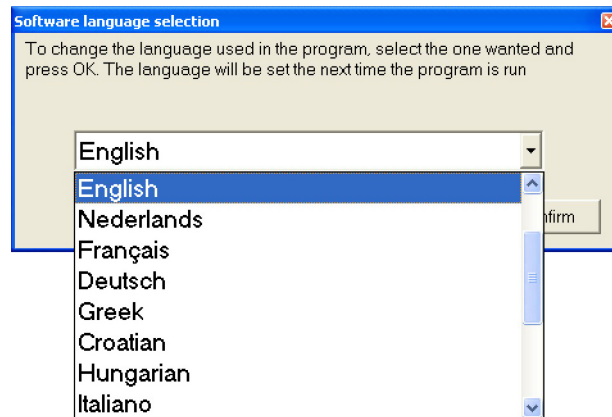 Software language selection
To change the language used in the program, select the one wanted and
press OK. The language will be set the next time the program is run
English
English
Nederlands
nfirm
Français
Deutsch
Greek
Croatian
Hungarian
Italiano